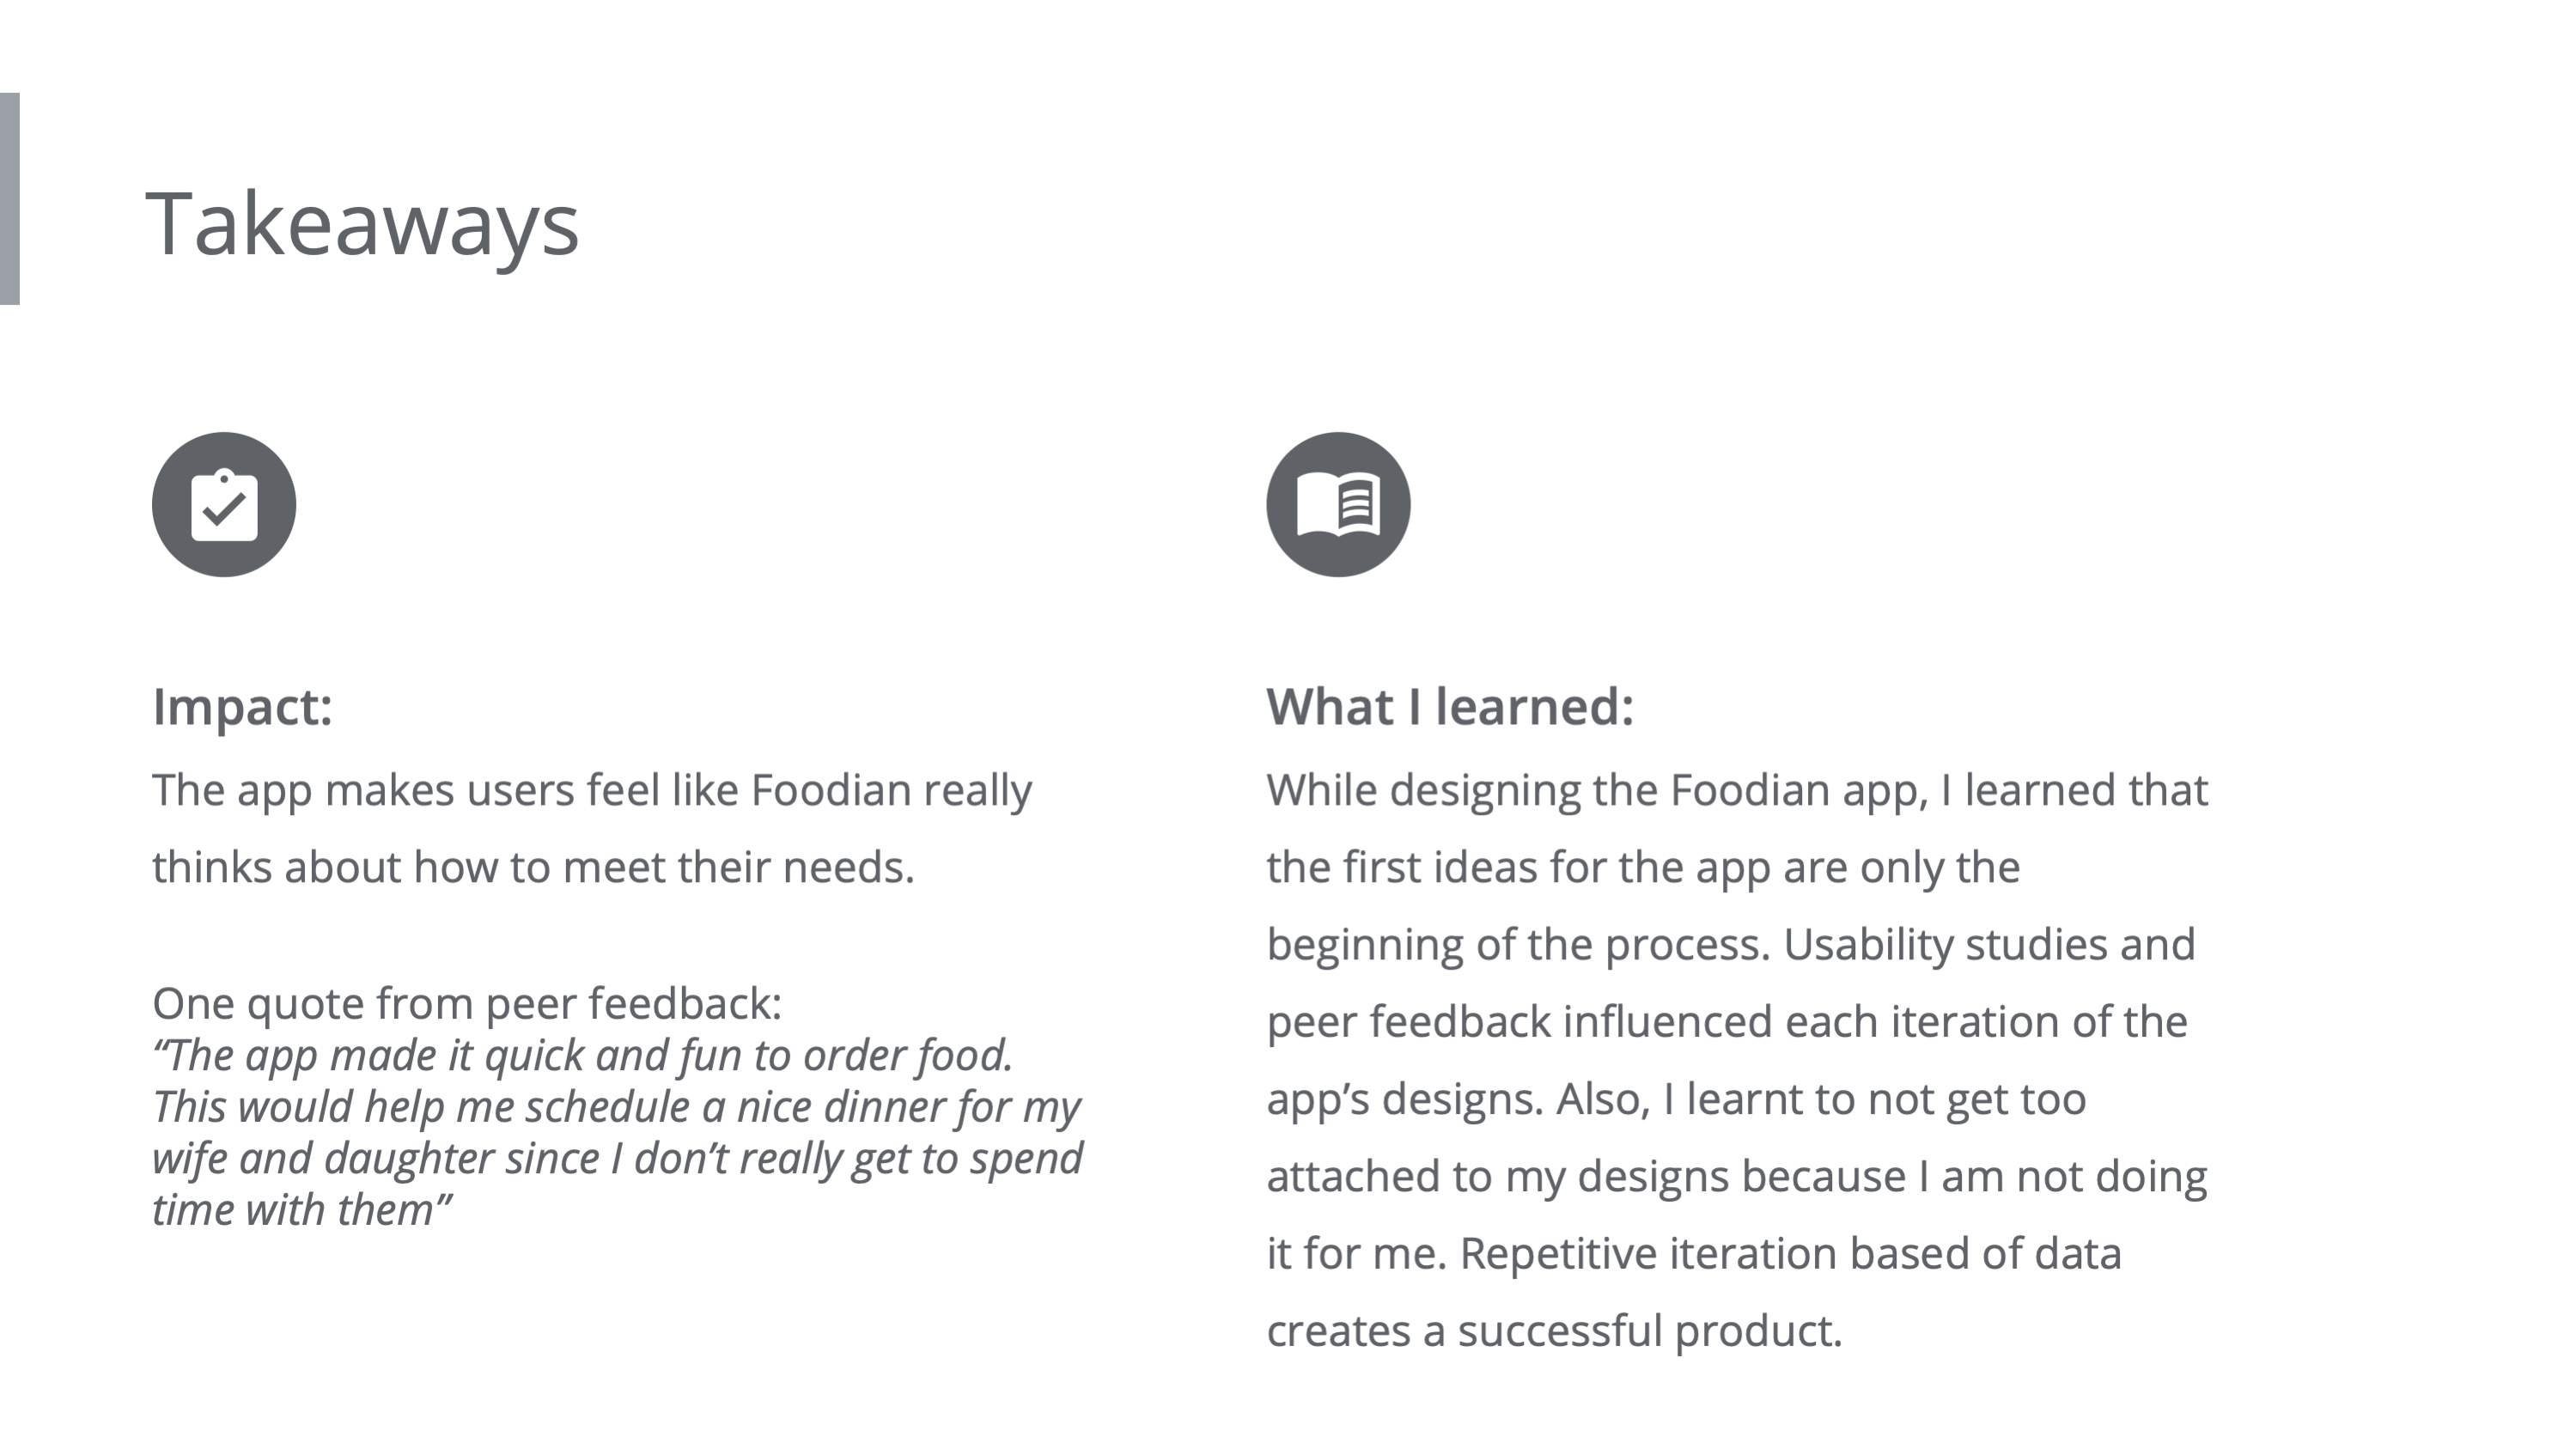 Takeaways
Impact:
The app makes users feel like Foodian really
thinks about how to meet their needs.
One quote from peer feedback:
“The app made it quick and fun to order food.
This would help me schedule a nice dinner for my
wife and daughter since I don’t really get to spend
time with them”
What I learned:
While designing the Foodian app, I learned that
the first ideas for the app are only the
beginning of the process. Usability studies and
peer feedback influenced each iteration of the
app’s designs. Also, I learnt to not get too
attached to my designs because I am not doing
it for me. Repetitive iteration based of data
creates a successful product.